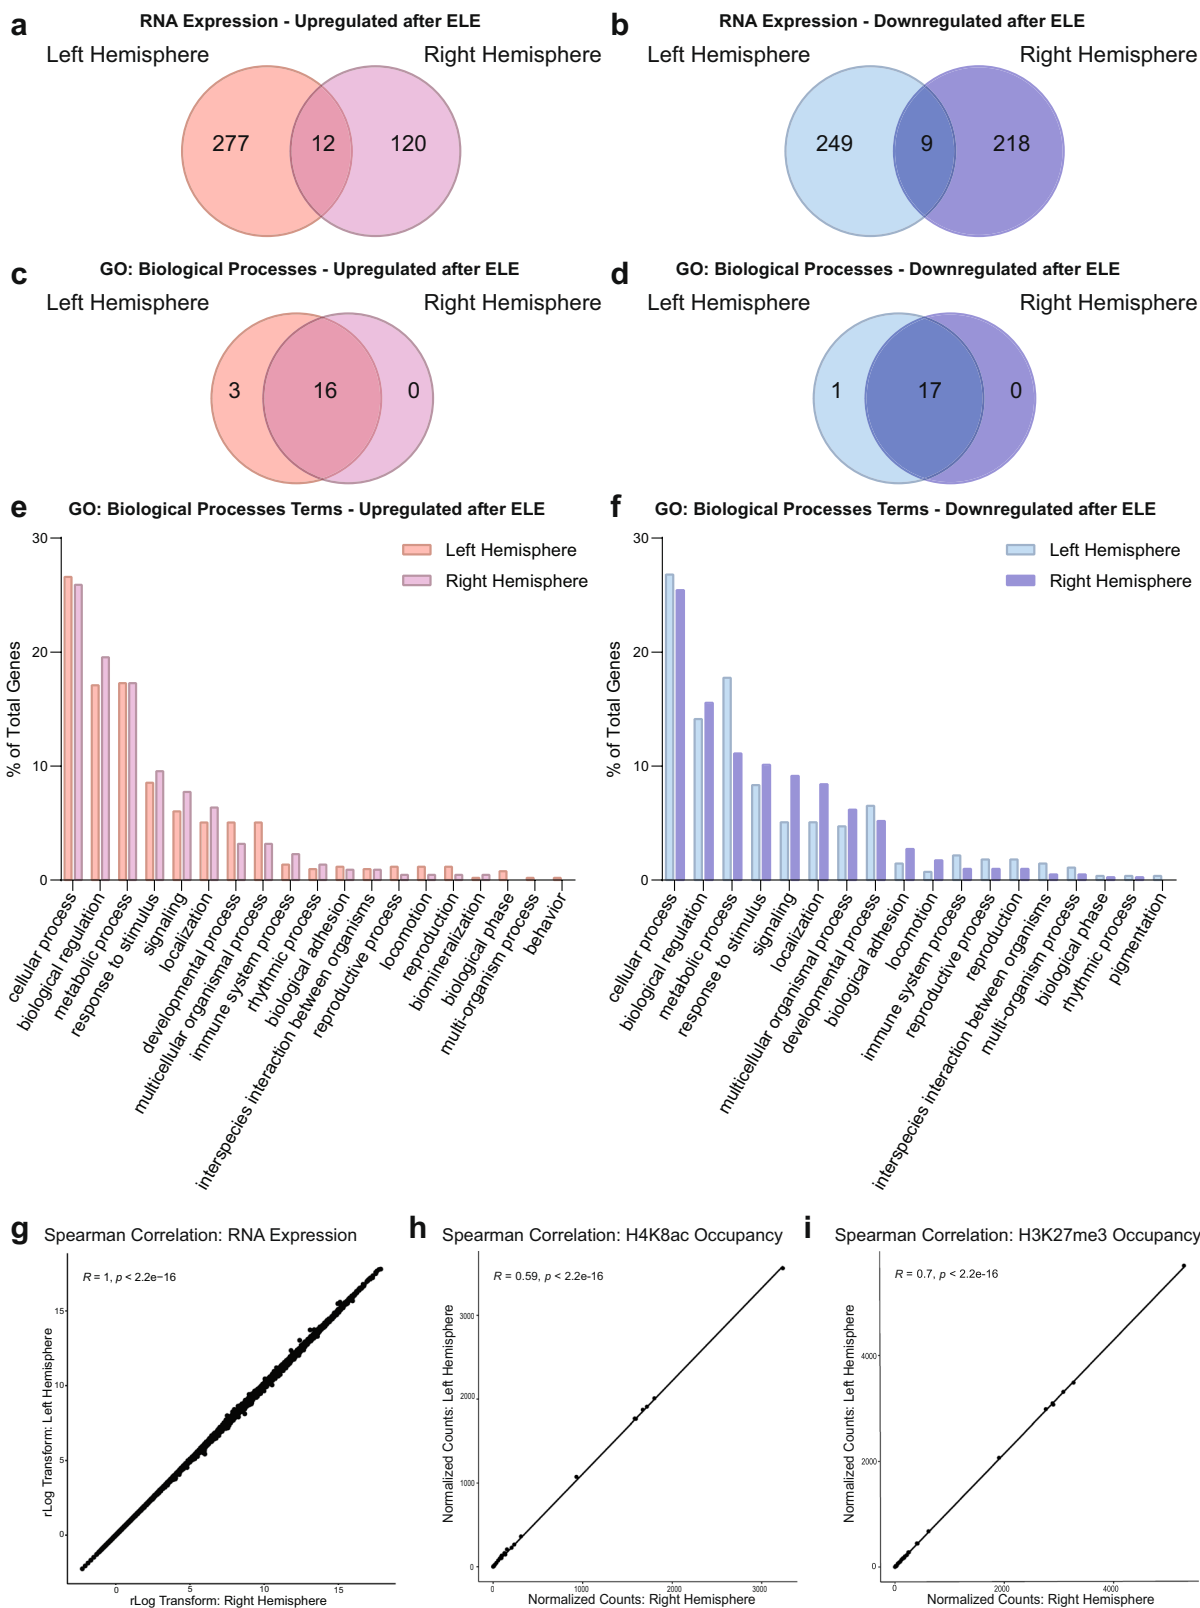 a
RNA Expression - Upregulated after ELE
Left Hemisphere
Right Hemisphere
277
12
120
b
RNA Expression - Downregulated after ELE
Left Hemisphere
Right Hemisphere
249
9
218
c
GO: Biological Processes - Upregulated after ELE
Left Hemisphere
Right Hemisphere
3
16
0
d
GO: Biological Processes - Downregulated after ELE
Left Hemisphere
Right Hemisphere
1
17
0
e
GO: Biological Processes Terms - Upregulated after ELE
Left Hemisphere
Right Hemisphere
% of Total Genes
30
20
10
0
cellular process
biological regulation
metabolic process
response to stimulus
signaling
localization
developmental process
multicellular organismal process
immune system process
rhythmic process
biological adhesion
interspecies interaction between organisms
reproductive process
locomotion
reproduction
biomineralization
biological phase
multi-organism process
behavior
f
GO: Biological Processes Terms - Downregulated after ELE
Left Hemisphere
Right Hemisphere
% of Total Genes
30
20
10
0
cellular process
biological regulation
metabolic process
response to stimulus
signaling
localization
multicellular organismal process
developmental process
biological adhesion
locomotion
immune system process
reproductive process
reproduction
interspecies interaction between organisms
multi-organism process
biological phase
rhythmic process
pigmentation
g
Spearman Correlation: RNA Expression
R = 1, p < 2.2e−16
rLog Transform: Left Hemisphere
15
10
5
0
0
5
10
15
rLog Transform: Right Hemisphere
h
Spearman Correlation: H4K8ac Occupancy
R = 0.59, p < 2.2e-16
Normalized Counts: Left Hemisphere
3000
2000
1000
0
0
1000
2000
3000
Normalized Counts: Right Hemisphere
i
Spearman Correlation: H3K27me3 Occupancy
R = 0.7, p < 2.2e-16
Normalized Counts: Left Hemisphere
4000
2000
0
0
2000
4000
Normalized Counts: Right Hemisphere